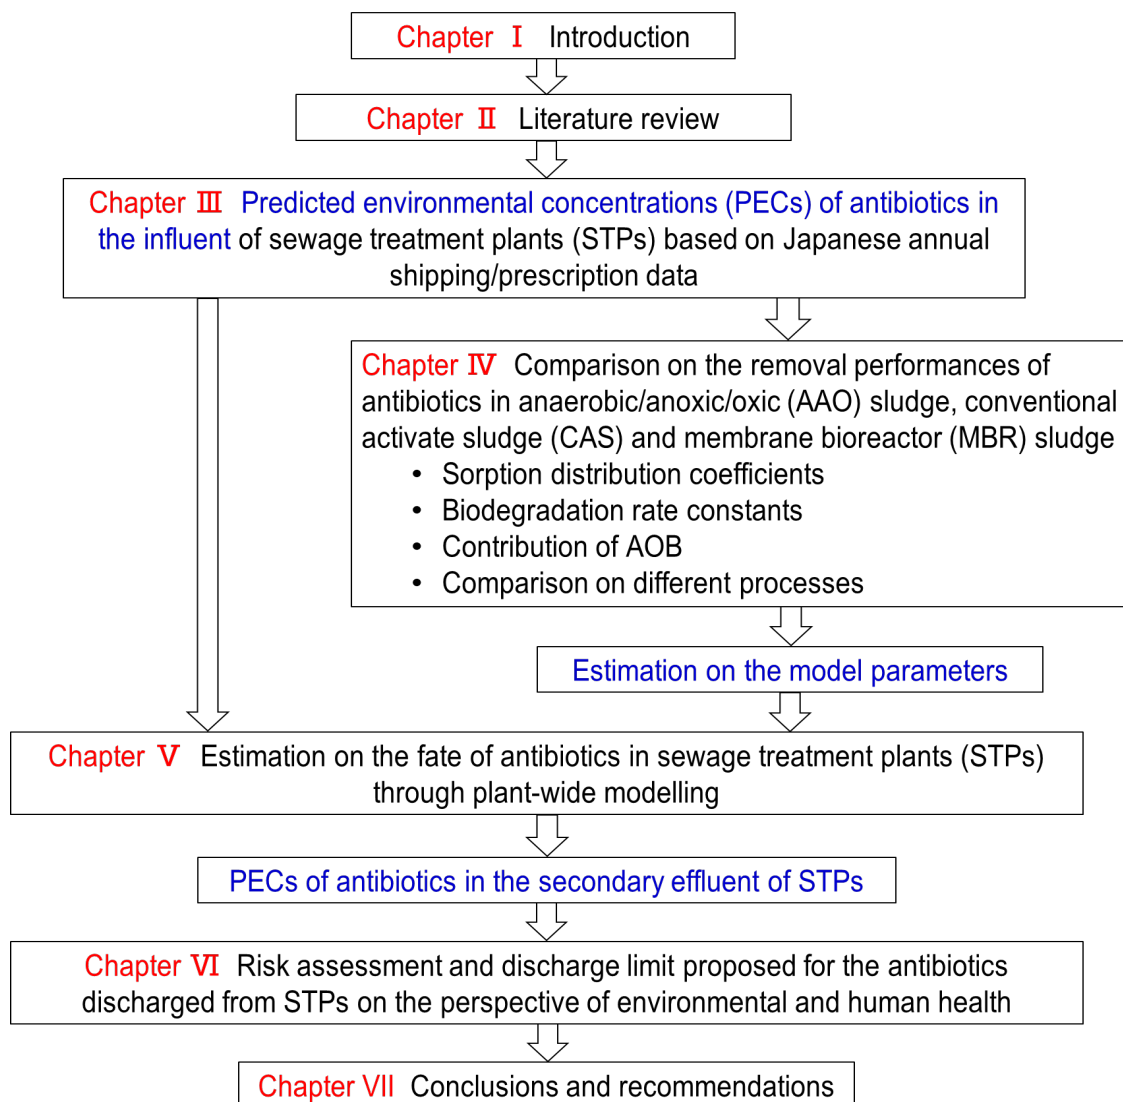 Chapter Ⅰ Introduction
Chapter Ⅱ Literature review
Chapter Ⅲ Predicted environmental concentrations (PECs) of antibiotics in
the influent of sewage treatment plants (STPs) based on Japanese annual
shipping/prescription data
Chapter Ⅳ Comparison on the removal performances of
antibiotics in anaerobic/anoxic/oxic (AAO) sludge, conventional
activate sludge (CAS) and membrane bioreactor (MBR) sludge
• Sorption distribution coefficients
• Biodegradation rate constants
• Contribution of AOB
• Comparison on different processes
Estimation on the model parameters
Chapter Ⅴ Estimation on the fate of antibiotics in sewage treatment plants (STPs)
through plant-wide modelling
PECs of antibiotics in the secondary effluent of STPs
Chapter Ⅵ Risk assessment and discharge limit proposed for the antibiotics
discharged from STPs on the perspective of environmental and human health
Chapter VII Conclusions and recommendations